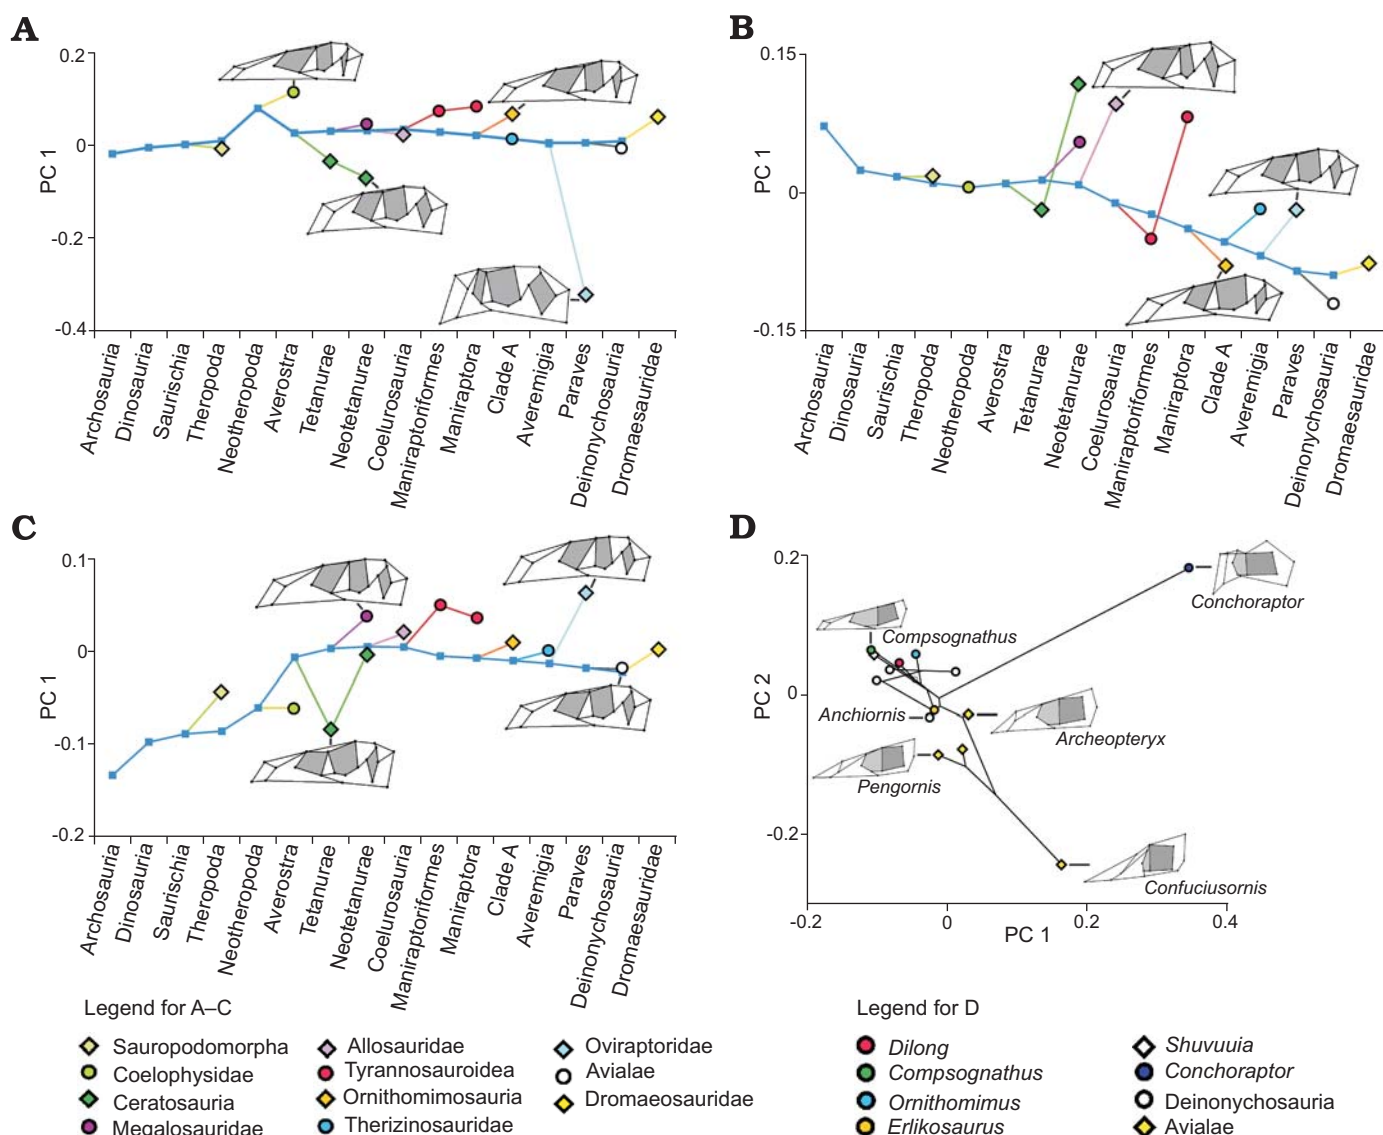 A
0.2
0
-0.2
-0.4
PC 1
Archosauria
Dinosauria
Saurischia
Theropoda
Neotheropoda
Averostra
Tetanurae
Neotetanurae
Coelurosauria
Maniraptoriformes
Maniraptora
Clade A
Averemigia
Paraves
Deinonychosauria
Dromaesauridae
B
0.15
0
-0.15
PC 1
Archosauria
Dinosauria
Saurischia
Theropoda
Neotheropoda
Averostra
Tetanurae
Neotetanurae
Coelurosauria
Maniraptoriformes
Maniraptora
Clade A
Averemigia
Paraves
Deinonychosauria
Dromaesauridae
C
0.1
0
-0.1
-0.2
PC 1
Archosauria
Dinosauria
Saurischia
Theropoda
Neotheropoda
Averostra
Tetanurae
Neotetanurae
Coelurosauria
Maniraptoriformes
Maniraptora
Clade A
Averemigia
Paraves
Deinonychosauria
Dromaesauridae
D
0.2
0
-0.2
PC 2
Conchoraptor
Compsognathus
Anchiornis
Archeopteryx
Pengornis
Confuciusornis
-0.2
0
0.2
0.4
PC 1
Legend for A–C
Sauropodomorpha
Coelophysidae
Ceratosauria
Megalosauridae
Allosauridae
Tyrannosauroidea
Ornithomimosauria
Therizinosauridae
Oviraptoridae
Avialae
Dromaeosauridae
Legend for D
Dilong
Compsognathus
Ornithomimus
Erlikosaurus
Shuvuuia
Conchoraptor
Deinonychosauria
Avialae